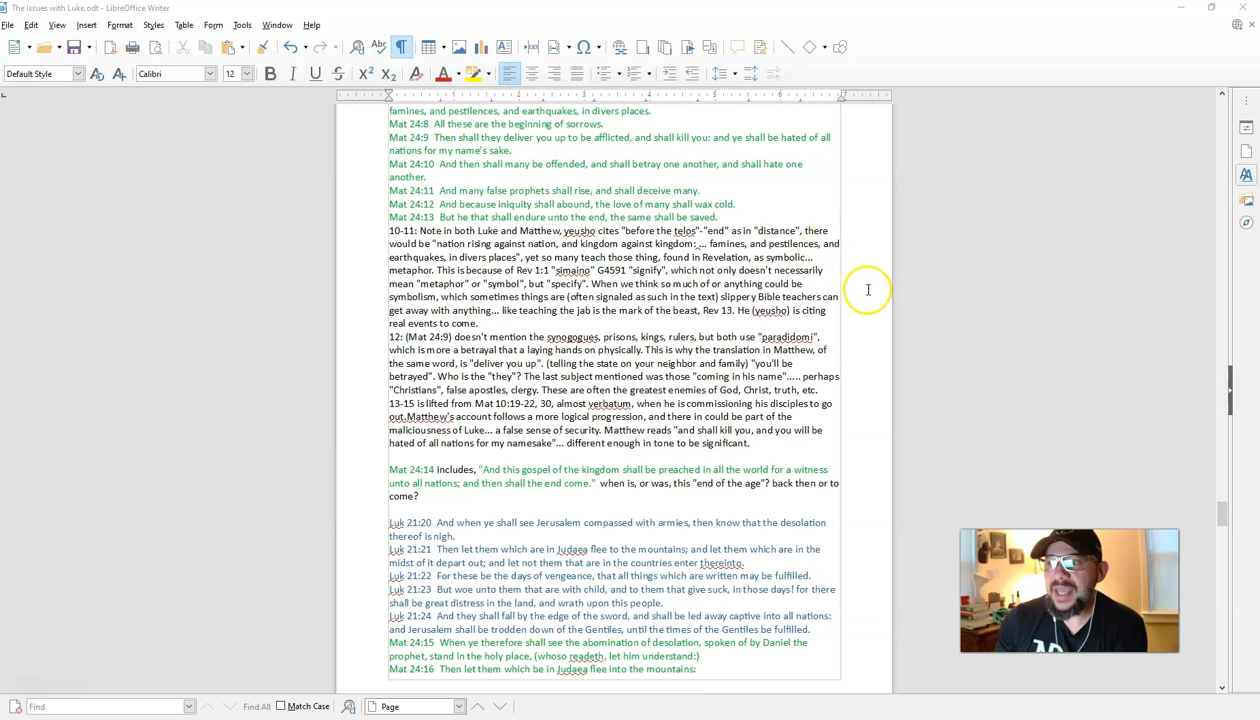 The Issues with Luke.odt - LibreOffice Writer
File Edit View Insert Format Styles Table Form Tools Window Help
Default Style Calibri 12
1 2 3 4 5 6 7
famines, and pestilences, and earthquakes, in divers places.
Mat 24:8  All these are the beginning of sorrows.
Mat 24:9  Then shall they deliver you up to be afflicted, and shall kill you: and ye shall be hated of all
nations for my name's sake.
Mat 24:10  And then shall many be offended, and shall betray one another, and shall hate one
another.
Mat 24:11  And many false prophets shall rise, and shall deceive many.
Mat 24:12  And because iniquity shall abound, the love of many shall wax cold.
Mat 24:13  But he that shall endure unto the end, the same shall be saved.
10-11: Note in both Luke and Matthew, yeusho cites "before the telos"-"end" as in "distance", there
would be "nation rising against nation, and kingdom against kingdom:... famines, and pestilences, and
earthquakes, in divers places", yet so many teach those thing, found in Revelation, as symbolic...
metaphor. This is because of Rev 1:1 "simaino" G4591 "signify", which not only doesn't necessarily
mean "metaphor" or "symbol", but "specify". When we think so much of or anything could be
symbolism, which sometimes things are (often signaled as such in the text) slippery Bible teachers can
get away with anything... like teaching the jab is the mark of the beast, Rev 13. He (yeusho) is citing
real events to come.
12: (Mat 24:9) doesn't mention the synogogues, prisons, kings, rulers, but both use "paradidomi",
which is more a betrayal that a laying hands on physically. This is why the translation in Matthew, of
the same word, is "deliver you up". (telling the state on your neighbor and family) "you'll be
betrayed". Who is the "they"? The last subject mentioned was those "coming in his name"..... perhaps
"Christians", false apostles, clergy. These are often the greatest enemies of God, Christ, truth, etc.
13-15 is lifted from Mat 10:19-22, 30, almost verbatum, when he is commissioning his disciples to go
out.Matthew's account follows a more logical progression, and there in could be part of the
maliciousness of Luke... a false sense of security. Matthew reads "and shall kill you, and you will be
hated of all nations for my namesake"... different enough in tone to be significant.
Mat 24:14 includes, "And this gospel of the kingdom shall be preached in all the world for a witness
unto all nations; and then shall the end come."  when is, or was, this "end of the age"? back then or to
come?
Luk 21:20  And when ye shall see Jerusalem compassed with armies, then know that the desolation
thereof is nigh.
Luk 21:21  Then let them which are in Judaea flee to the mountains; and let them which are in the
midst of it depart out; and let not them that are in the countries enter thereinto.
Luk 21:22  For these be the days of vengeance, that all things which are written may be fulfilled.
Luk 21:23  But woe unto them that are with child, and to them that give suck, in those days! for there
shall be great distress in the land, and wrath upon this people.
Luk 21:24  And they shall fall by the edge of the sword, and shall be led away captive into all nations:
and Jerusalem shall be trodden down of the Gentiles, until the times of the Gentiles be fulfilled.
Mat 24:15  When ye therefore shall see the abomination of desolation, spoken of by Daniel the
prophet, stand in the holy place, (whoso readeth, let him understand:)
Mat 24:16  Then let them which be in Judaea flee into the mountains:
Find Find All Match Case Page